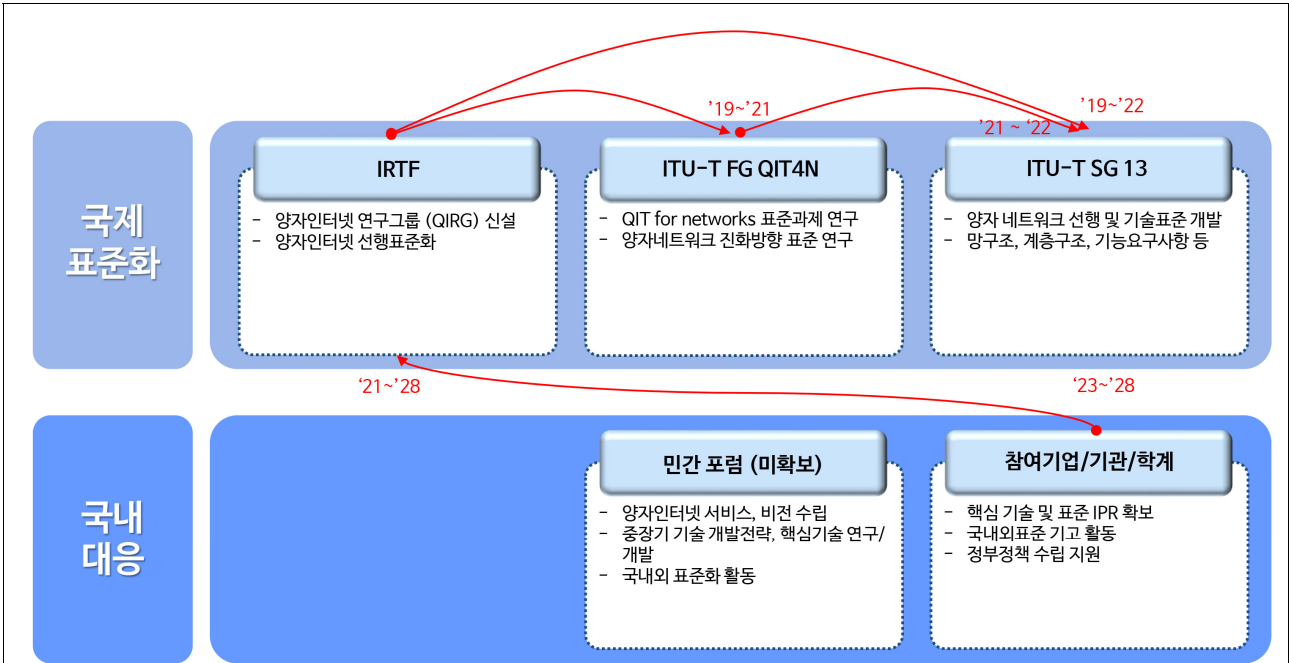 ’19~’21
’19~’22
’21 ~ ‘22
국제
표준화
IRTF
- 양자인터넷 연구그룹 (QIRG) 신설
- 양자인터넷 선행표준화
ITU-T FG QIT4N
- QIT for networks 표준과제 연구
- 양자네트워크 진화방향 표준 연구
ITU-T SG 13
- 양자 네트워크 선행 및 기술표준 개발
- 망구조, 계층구조, 기능요구사항 등
‘21~’28
‘23~’28
국내
대응
민간 포럼 (미확보)
- 양자인터넷 서비스, 비전 수립
- 중장기 기술 개발전략, 핵심기술 연구/
개발
- 국내외 표준화 활동
참여기업/기관/학계
- 핵심 기술 및 표준 IPR 확보
- 국내외표준 기고 활동
- 정부정책 수립 지원